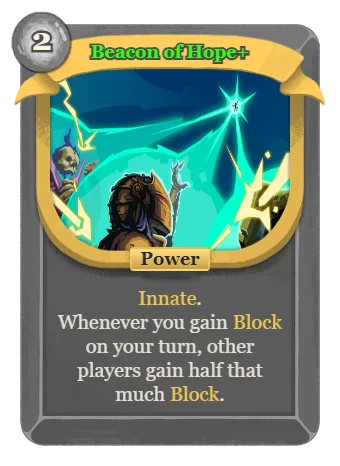 2
Beacon of Hope+
Power
Innate.
Whenever you gain Block
on your turn, other
players gain half that
much Block.